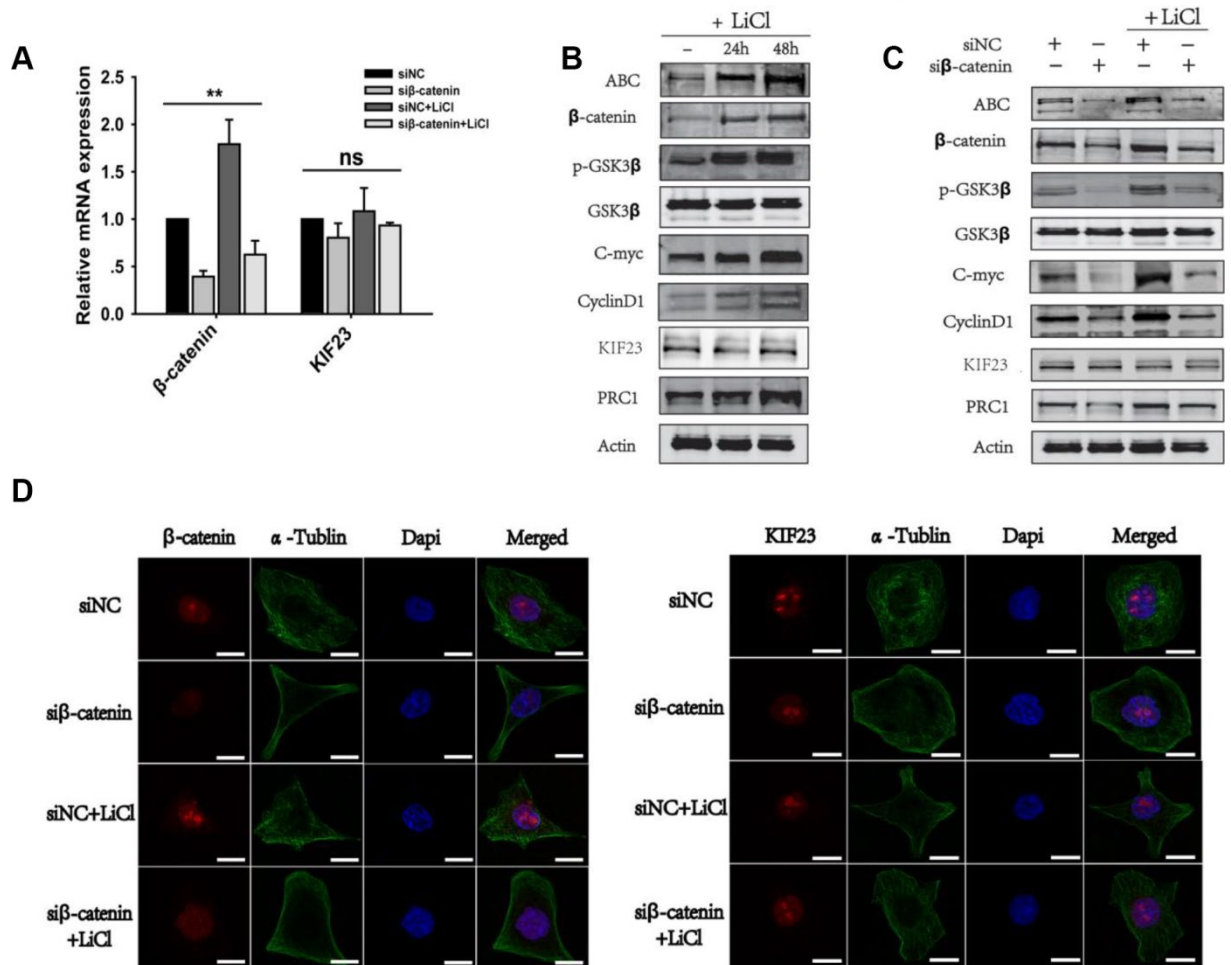 A
Relative mRNA expression
2.5
2.0
1.5
1.0
.5
0.0
**
ns
siNC
siβ-catenin
siNC+LiCl
siβ-catenin+LiCl
β-catenin
KIF23
B
+ LiCl
– 24h 48h
ABC
β-catenin
p-GSK3β
GSK3β
C-myc
CyclinD1
KIF23
PRC1
Actin
C
+LiCl
siNC + – + –
siβ-catenin – + – +
ABC
β-catenin
p-GSK3β
GSK3β
C-myc
CyclinD1
KIF23
PRC1
Actin
D
β-catenin α -Tublin Dapi Merged
siNC
siβ-catenin
siNC+LiCl
siβ-catenin
+LiCl
KIF23 α -Tublin Dapi Merged
siNC
siβ-catenin
siNC+LiCl
siβ-catenin
+LiCl